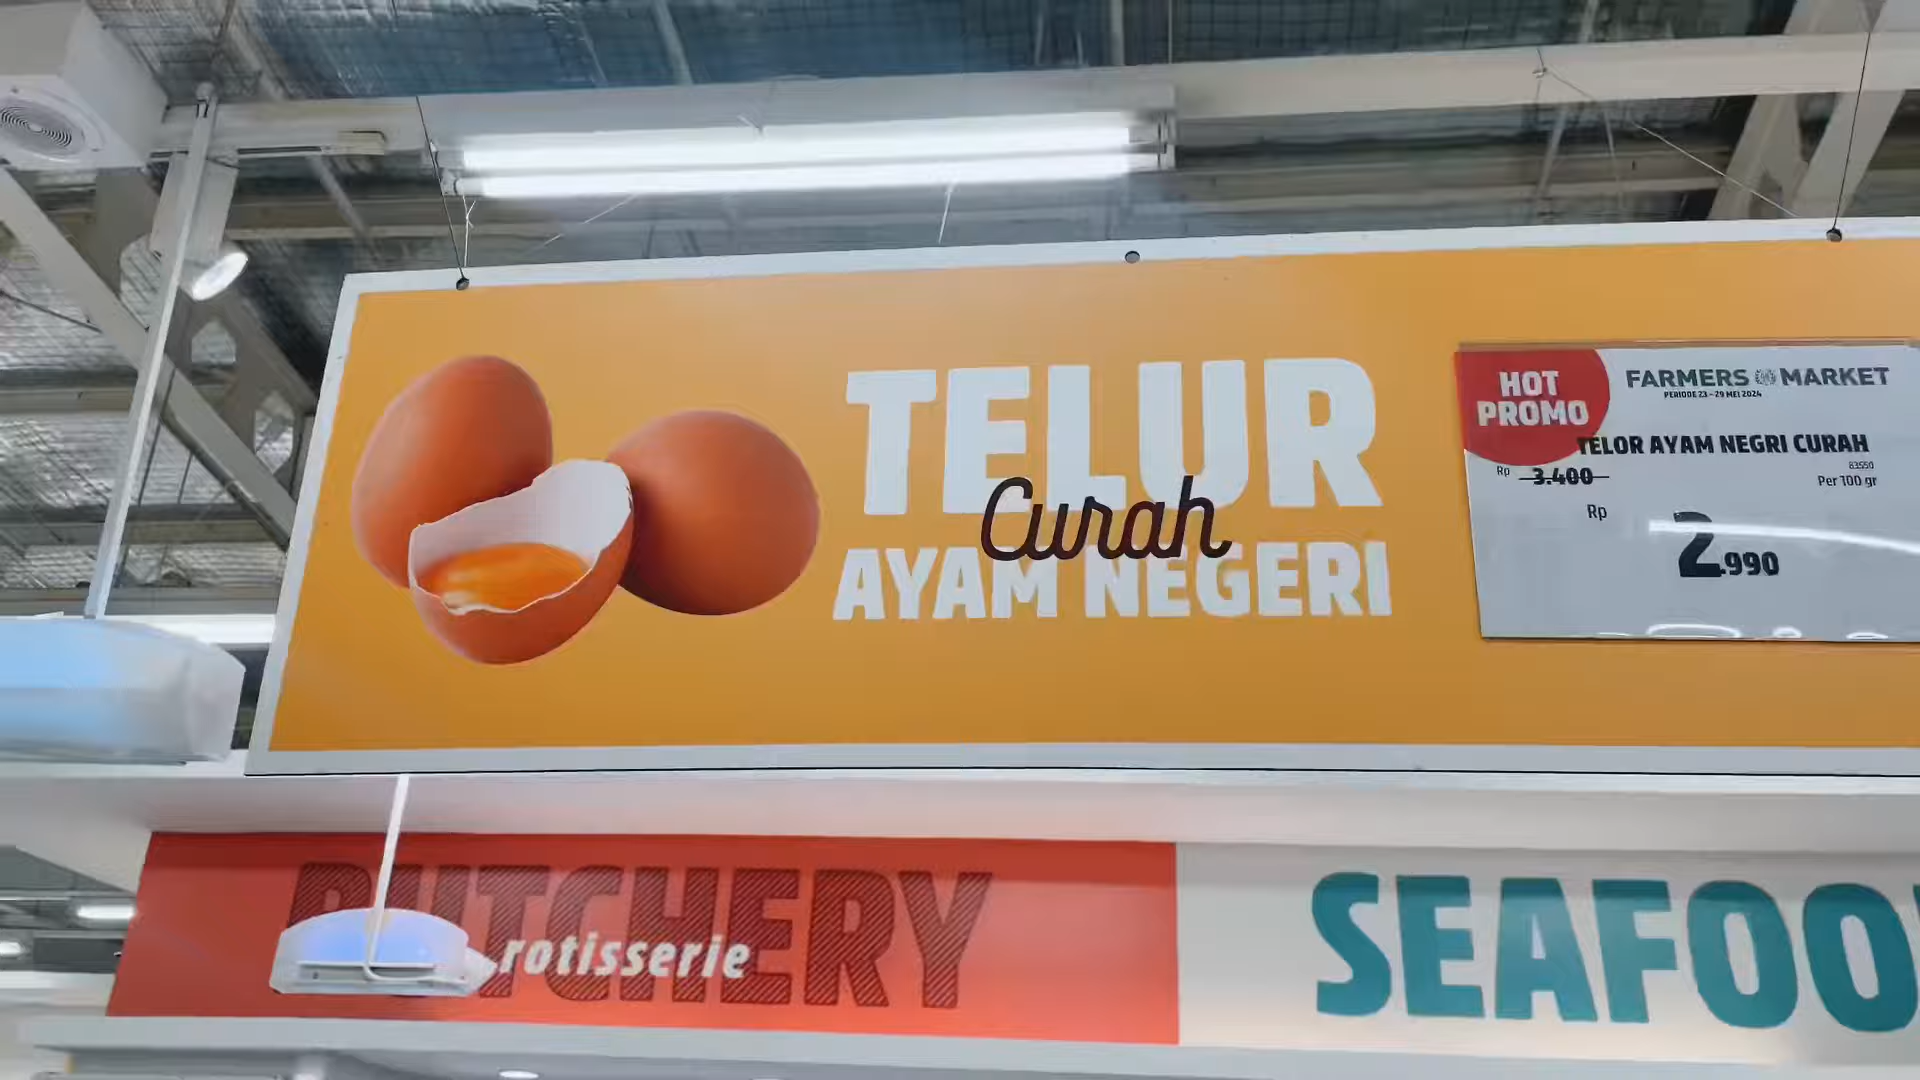 TELUR
Curah
AYAM NEGERI
HOT
PROMO
FARMERS MARKET
PERIODE 23 - 29 MEI 2024
TELOR AYAM NEGRI CURAH
83550
Rp 3.400
Per 100 gr
Rp
2.990
BUTCHERY
rotisserie
SEAFOO